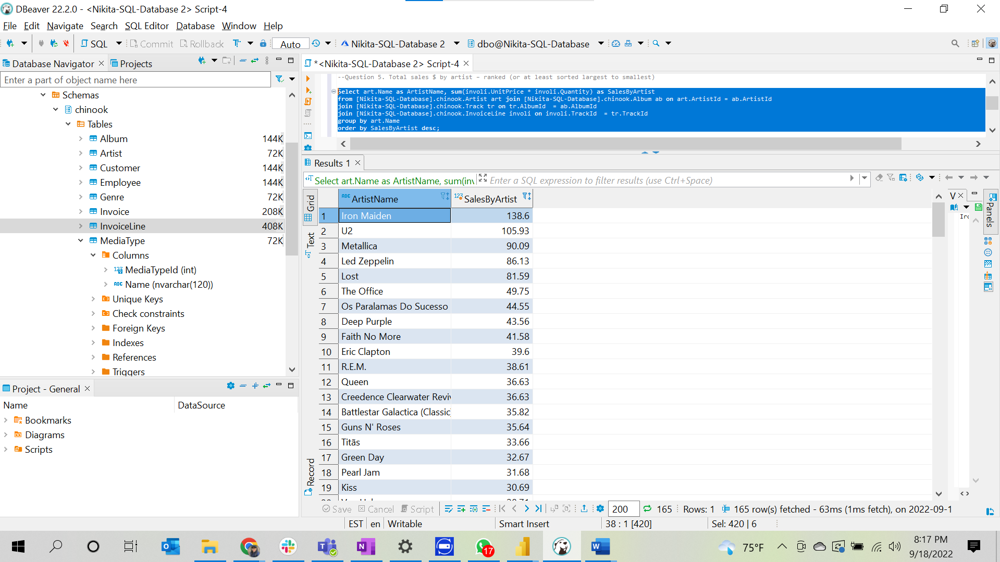 DBeaver 22.2.0 - <Nikita-SQL-Database 2> Script-4
File Edit Navigate Search SQL Editor Database Window Help
SQL Commit Rollback Auto Nikita-SQL-Database 2 dbo@Nikita-SQL-Database
Database Navigator Projects
Enter a part of object name here
Schemas
chinook
Tables
Album 144K
Artist 72K
Customer 144K
Employee 144K
Genre 72K
Invoice 208K
InvoiceLine 408K
MediaType 72K
Columns
MediaTypeId (int)
Name (nvarchar(120))
Unique Keys
Check constraints
Foreign Keys
Indexes
References
Triggers
Project - General
Name DataSource
Bookmarks
Diagrams
Scripts
*<Nikita-SQL-Database 2> Script-4
--Question 5. Total sales $ by artist – ranked (or at least sorted largest to smallest)
Select art.Name as ArtistName, sum(involi.UnitPrice * involi.Quantity) as SalesByArtist
from [Nikita-SQL-Database].chinook.Artist art join [Nikita-SQL-Database].chinook.Album ab on art.ArtistId = ab.ArtistId
join [Nikita-SQL-Database].chinook.Track tr on tr.AlbumId  = ab.AlbumId
join [Nikita-SQL-Database].chinook.InvoiceLine involi on involi.TrackId  = tr.TrackId
group by art.Name
order by SalesByArtist desc;
Results 1
Select art.Name as ArtistName, sum(inv Enter a SQL expression to filter results (use Ctrl+Space)
Grid
Text
Record
ABC ArtistName 123 SalesByArtist
1 Iron Maiden 138.6
2 U2 105.93
3 Metallica 90.09
4 Led Zeppelin 86.13
5 Lost 81.59
6 The Office 49.75
7 Os Paralamas Do Sucesso 44.55
8 Deep Purple 43.56
9 Faith No More 41.58
10 Eric Clapton 39.6
11 R.E.M. 38.61
12 Queen 36.63
13 Creedence Clearwater Reviv 36.63
14 Battlestar Galactica (Classic) 35.82
15 Guns N' Roses 35.64
16 Titãs 33.66
17 Green Day 32.67
18 Pearl Jam 31.68
19 Kiss 30.69
V
Panels
Save Cancel Script 200 165 Rows: 1 165 row(s) fetched - 63ms (1ms fetch), on 2022-09-1
EST en Writable Smart Insert 38 : 1 [420] Sel: 420 | 6
17
75°F
8:17 PM
9/18/2022